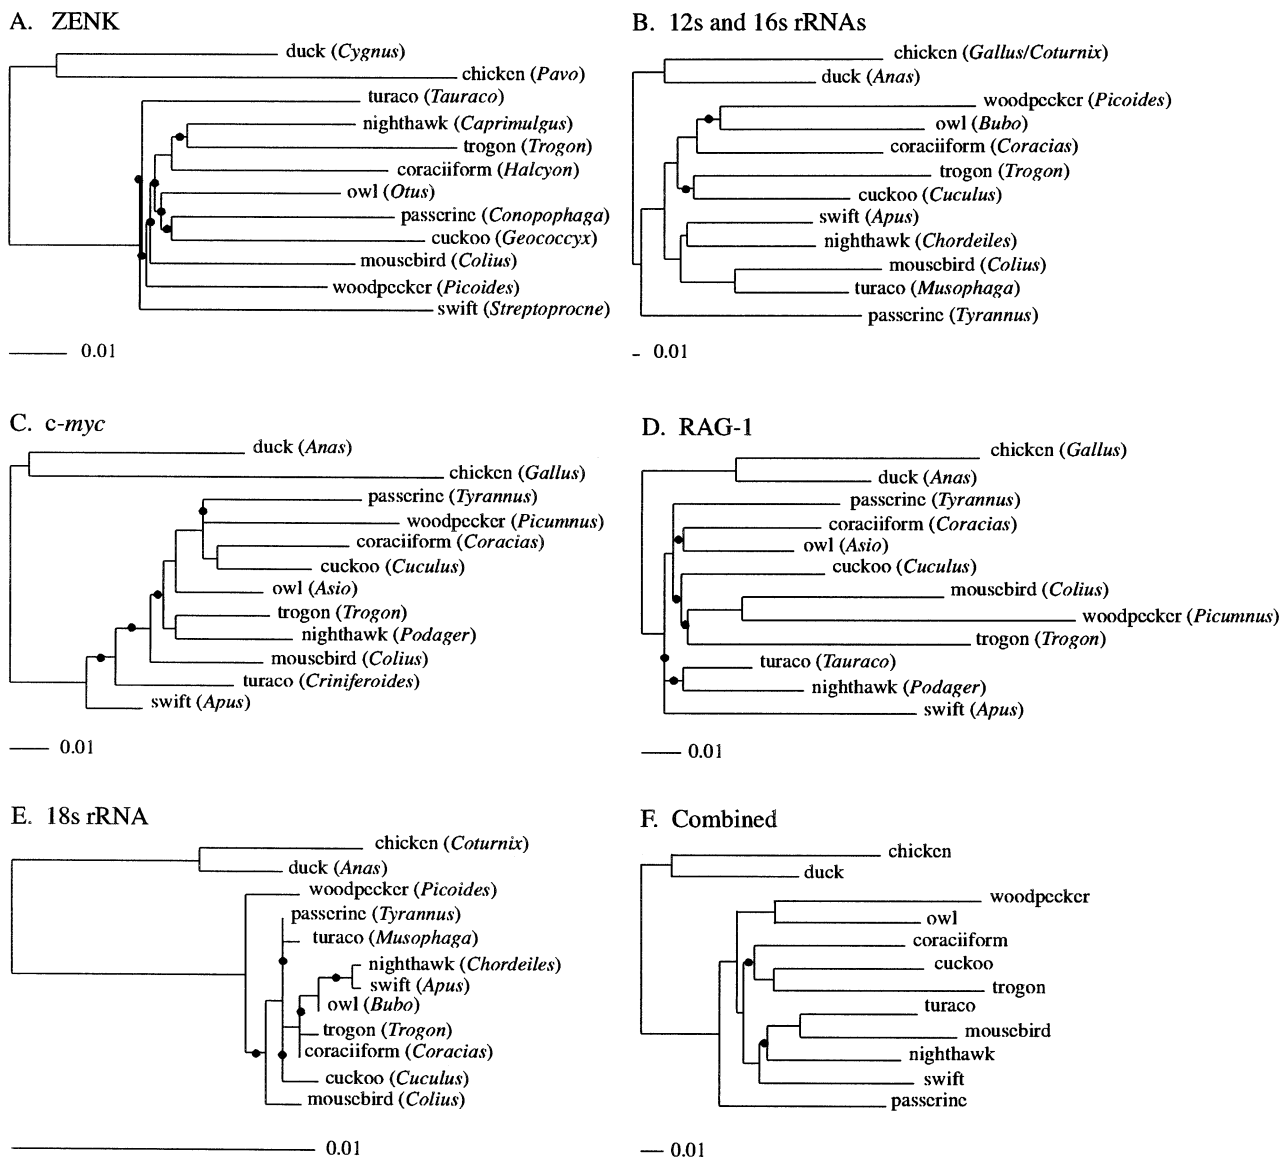 A. ZENK
duck (Cygnus)
chicken (Pavo)
turaco (Tauraco)
nighthawk (Caprimulgus)
trogon (Trogon)
coraciiform (Halcyon)
owl (Otus)
passerine (Conopophaga)
cuckoo (Geococcyx)
mousebird (Colius)
woodpecker (Picoides)
swift (Streptoprocne)
0.01
B. 12s and 16s rRNAs
chicken (Gallus/Coturnix)
duck (Anas)
woodpecker (Picoides)
owl (Bubo)
coraciiform (Coracias)
trogon (Trogon)
cuckoo (Cuculus)
swift (Apus)
nighthawk (Chordeiles)
mousebird (Colius)
turaco (Musophaga)
passerine (Tyrannus)
0.01
C. c-myc
duck (Anas)
chicken (Gallus)
passerine (Tyrannus)
woodpecker (Picumnus)
coraciiform (Coracias)
cuckoo (Cuculus)
owl (Asio)
trogon (Trogon)
nighthawk (Podager)
mousebird (Colius)
turaco (Criniferoides)
swift (Apus)
0.01
D. RAG-1
chicken (Gallus)
duck (Anas)
passerine (Tyrannus)
coraciiform (Coracias)
owl (Asio)
cuckoo (Cuculus)
mousebird (Colius)
woodpecker (Picumnus)
trogon (Trogon)
turaco (Tauraco)
nighthawk (Podager)
swift (Apus)
0.01
E. 18s rRNA
chicken (Coturnix)
duck (Anas)
woodpecker (Picoides)
passerine (Tyrannus)
turaco (Musophaga)
nighthawk (Chordeiles)
swift (Apus)
owl (Bubo)
trogon (Trogon)
coraciiform (Coracias)
cuckoo (Cuculus)
mousebird (Colius)
0.01
F. Combined
chicken
duck
woodpecker
owl
coraciiform
cuckoo
trogon
turaco
mousebird
nighthawk
swift
passerine
0.01